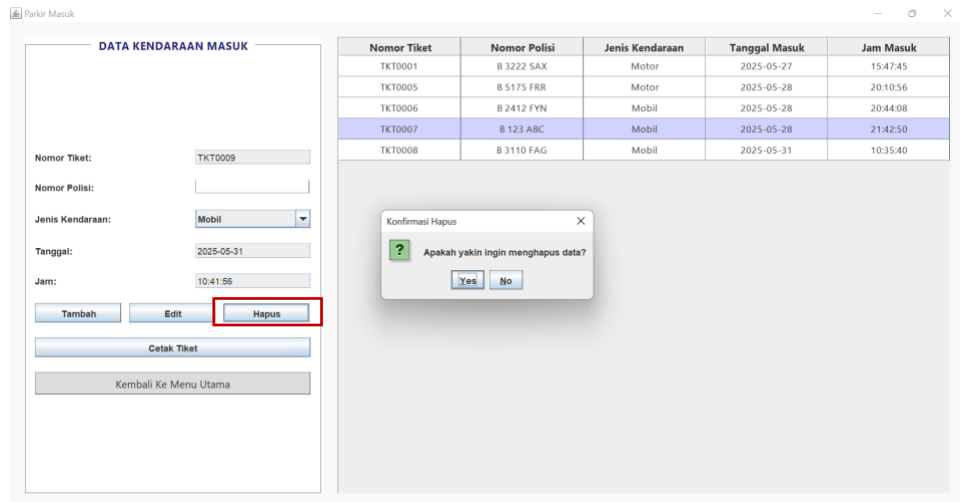 Parkir Masuk
DATA KENDARAAN MASUK
Nomor Tiket: TKT0009
Nomor Polisi:
Jenis Kendaraan: Mobil
Tanggal: 2025-05-31
Jam: 10:41:56
Tambah Edit Hapus
Cetak Tiket
Kembali Ke Menu Utama
Nomor Tiket Nomor Polisi Jenis Kendaraan Tanggal Masuk Jam Masuk
TKT0001 B 3222 SAX Motor 2025-05-27 15:47:45
TKT0005 B 5175 FRR Motor 2025-05-28 20:10:56
TKT0006 B 2412 FYN Mobil 2025-05-28 20:44:08
TKT0007 B 123 ABC Mobil 2025-05-28 21:42:50
TKT0008 B 3110 FAG Mobil 2025-05-31 10:35:40
Konfirmasi Hapus
? Apakah yakin ingin menghapus data?
Yes No